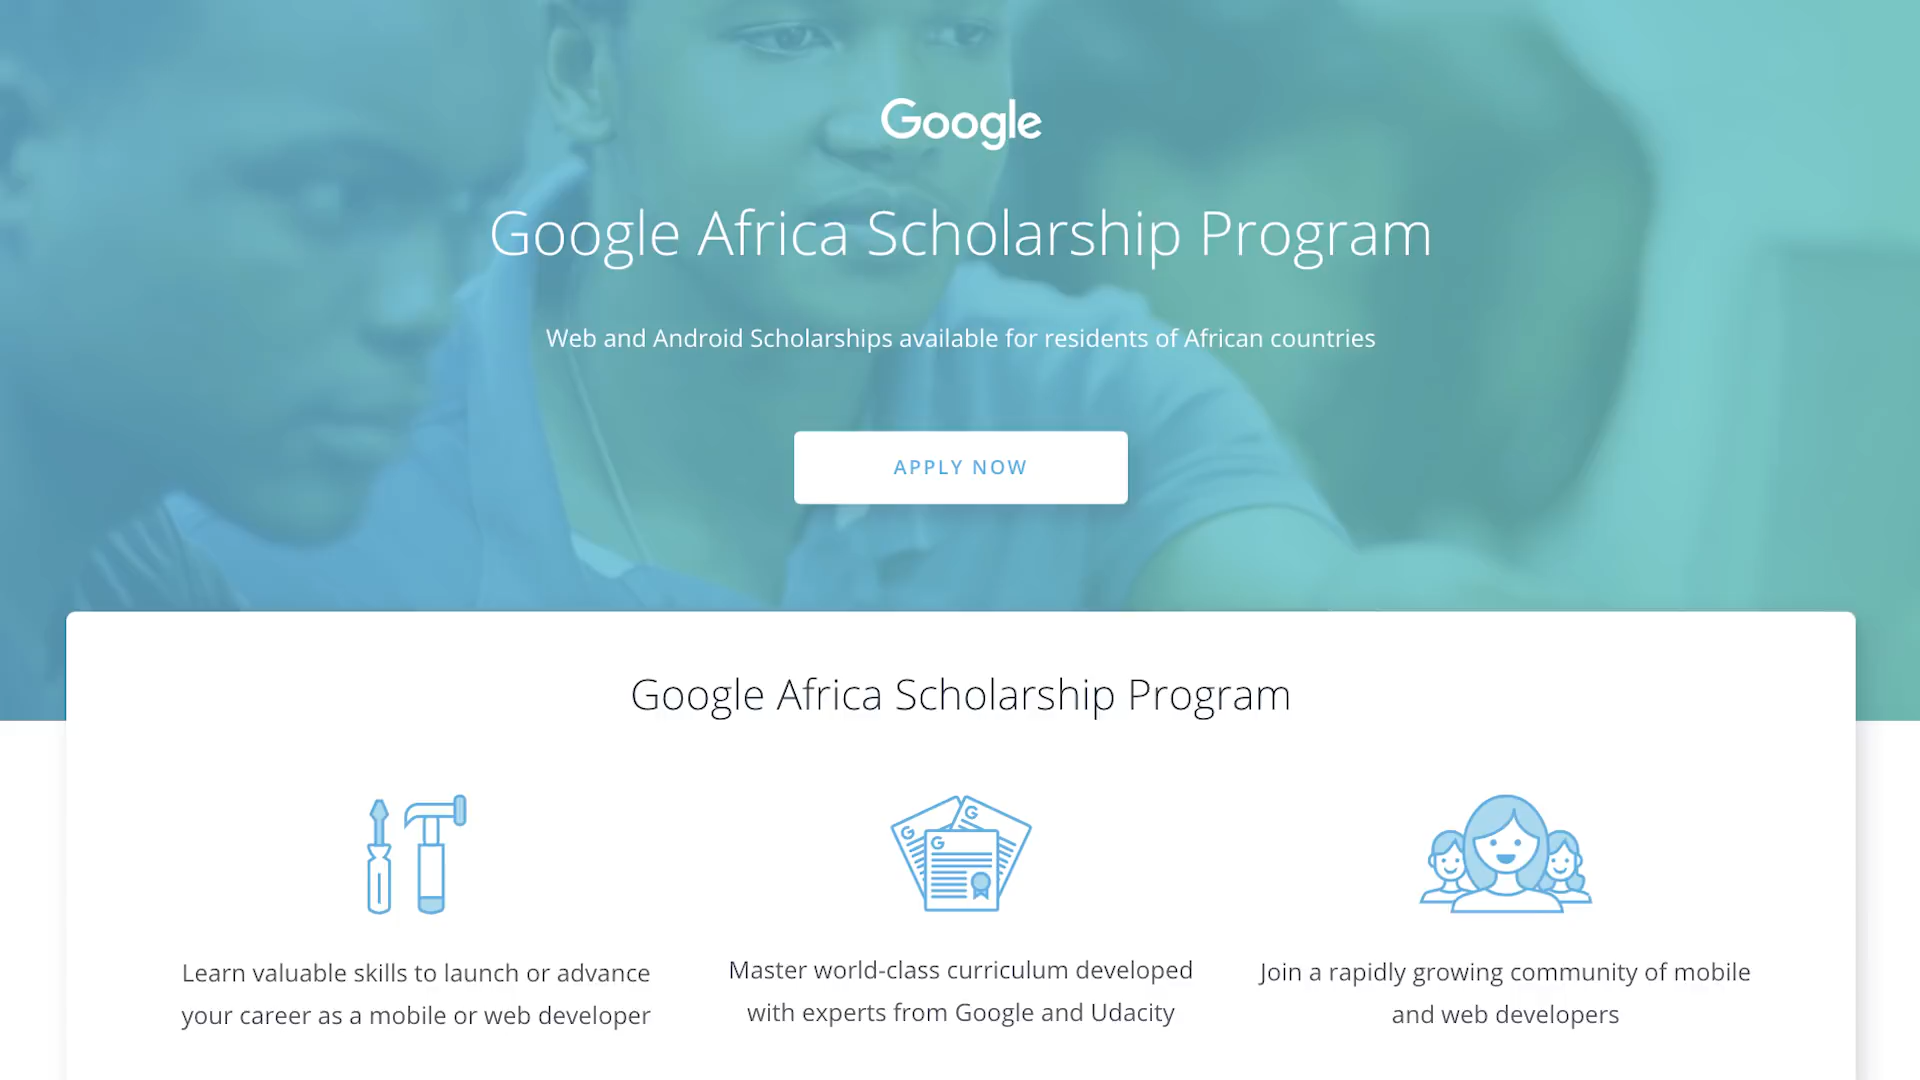 Google
Google Africa Scholarship Program
Web and Android Scholarships available for residents of African countries
APPLY NOW
Google Africa Scholarship Program
G
G
G
Learn valuable skills to launch or advance
your career as a mobile or web developer
Master world-class curriculum developed
with experts from Google and Udacity
Join a rapidly growing community of mobile
and web developers